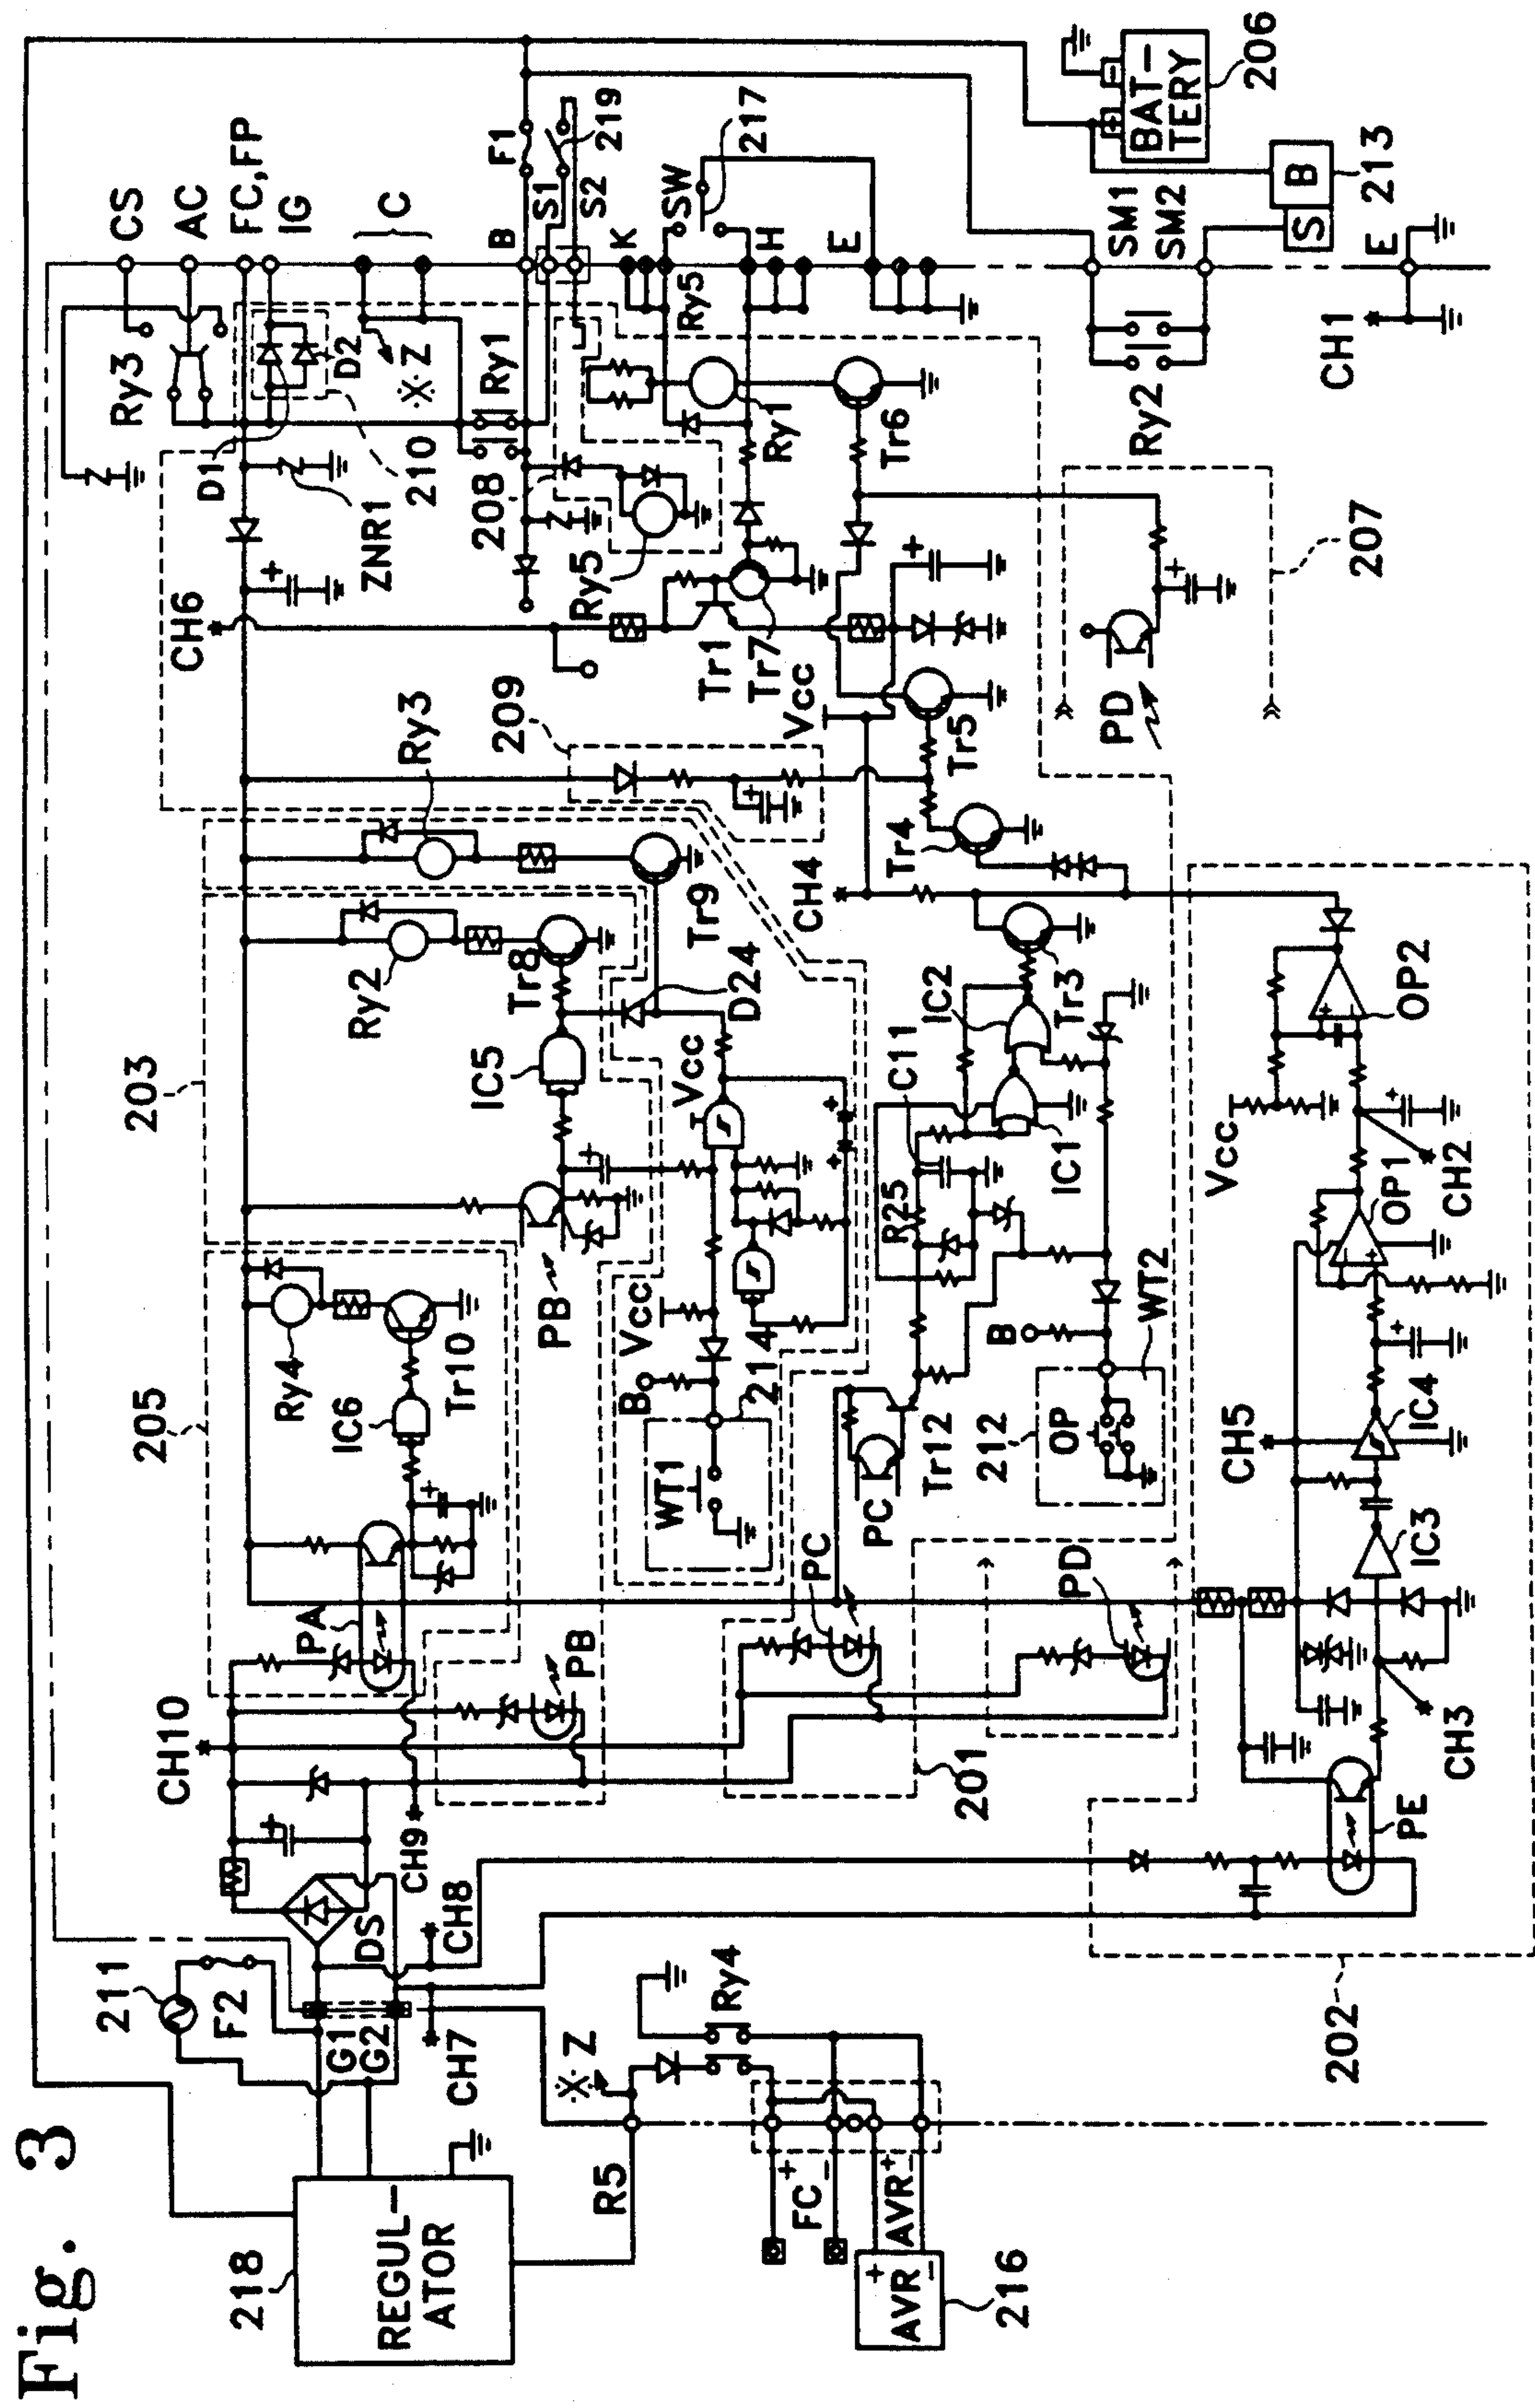 Fig. 3
218
REGUL-
ATOR
211
F2
G1
G2
DS
CH7
CH8
CH9
CH10
R5
※Z
Ry4
FC
+
-
AVR
+
-
AVR
+
-
216
205
PA
Ry4
IC6
Tr10
PB
203
PB
Ry2
IC5
Tr8
Ry3
Tr9
D24
Vcc
Vcc
B
214
WT1
201
PC
PD
PC
Tr12
R25
C11
IC1
IC2
Tr3
B
OP
212
WT2
CH4
Tr4
Tr5
209
Vcc
CH6
Tr1
Tr7
Ry5
208
ZNR1
210
D1
D2
Ry3
※Z
Ry1
Ry5
Ry1
Tr6
PD
207
CS
AC
FC,FP
IG
C
B
F1
S1
S2
219
K
SW
217
H
E
BAT-
TERY
+
-
206
SM1
SM2
Ry2
S
B
213
E
CH1
202
PE
CH3
CH5
IC3
IC4
OP1
CH2
Vcc
OP2